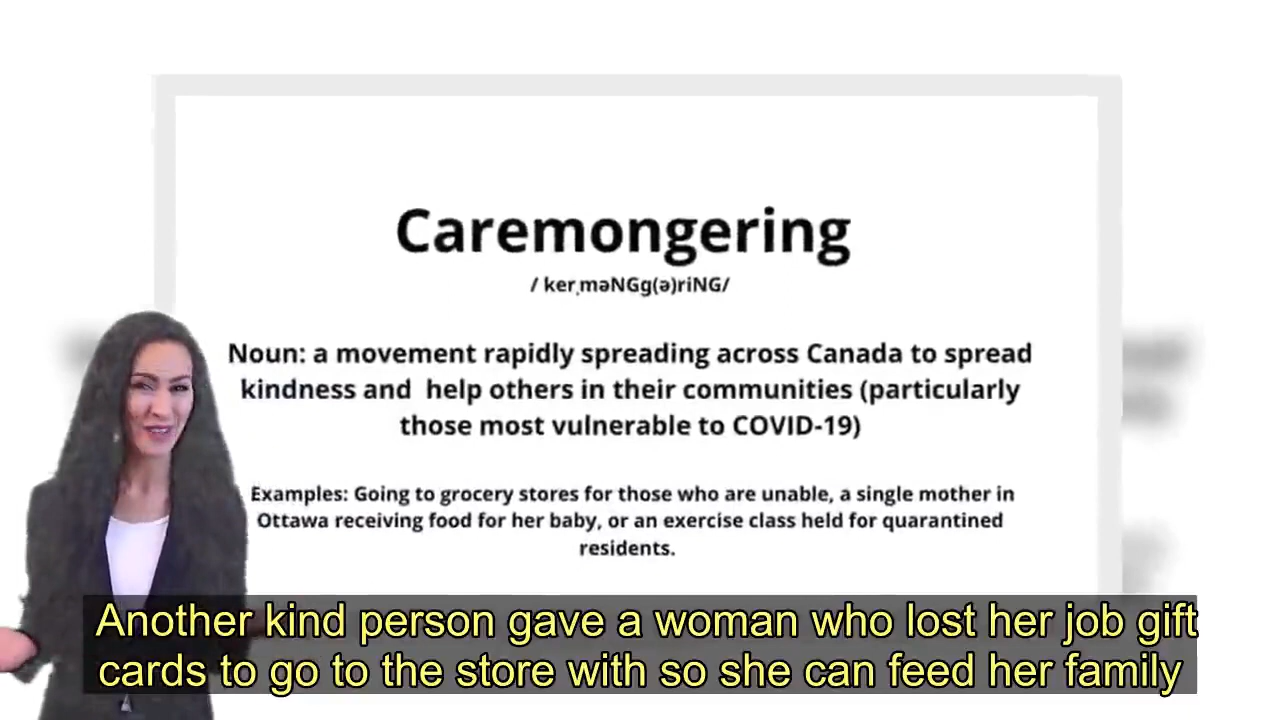 Caremongering
/ ker͵məNGg(ə)riNG/
Noun: a movement rapidly spreading across Canada to spread
kindness and  help others in their communities (particularly
those most vulnerable to COVID-19)
Examples: Going to grocery stores for those who are unable, a single mother in
Ottawa receiving food for her baby, or an exercise class held for quarantined
residents.
Another kind person gave a woman who lost her job gift
cards to go to the store with so she can feed her family